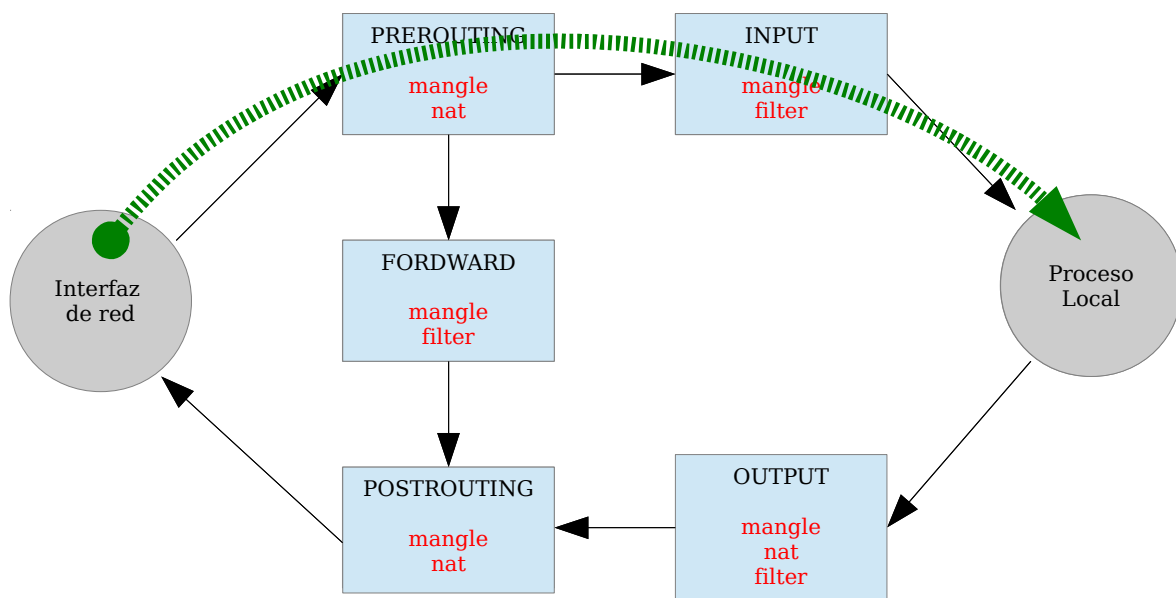 PREROUTING
mangle
nat
INPUT
mangle
filter
Interfaz
de red
FORDWARD
mangle
filter
Proceso
Local
POSTROUTING
mangle
nat
OUTPUT
mangle
nat
filter